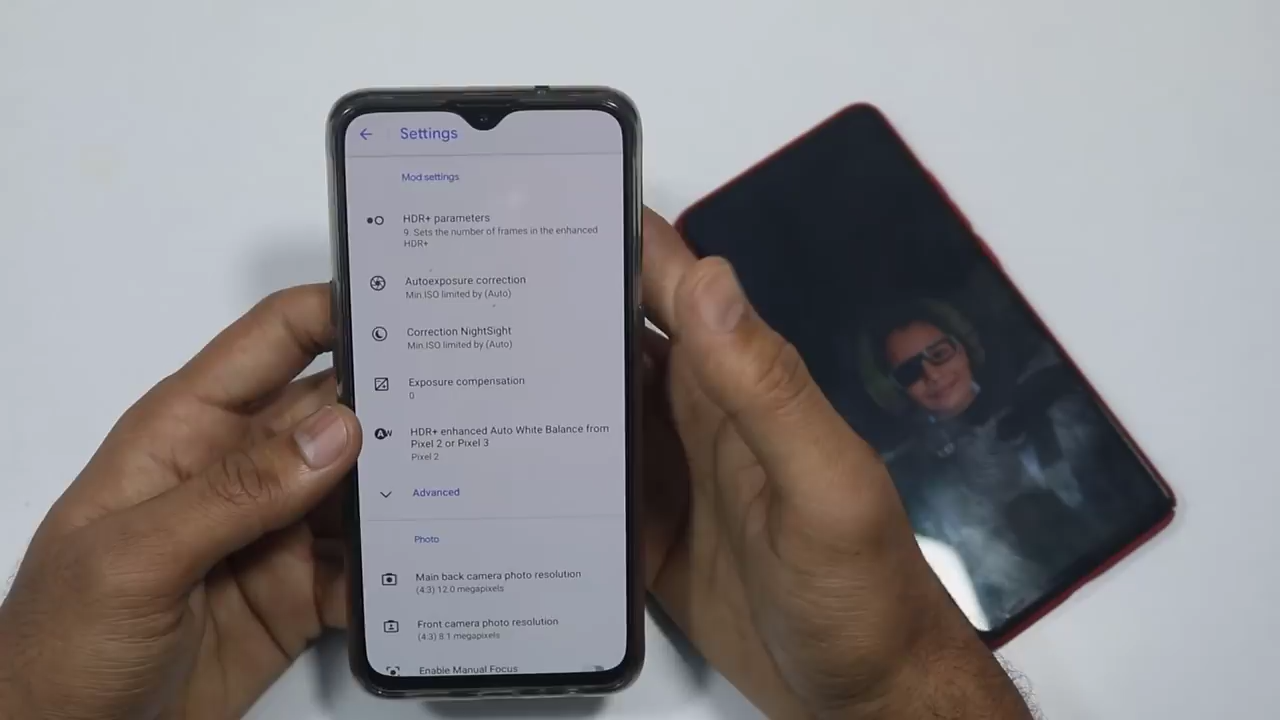 Settings
Mod settings
HDR+ parameters
9. Sets the number of frames in the enhanced
HDR+
Autoexposure correction
Min.ISO limited by (Auto)
Correction NightSight
Min.ISO limited by (Auto)
Exposure compensation
0
HDR+ enhanced Auto White Balance from
Pixel 2 or Pixel 3
Pixel 2
Advanced
Photo
Main back camera photo resolution
(4:3) 12.0 megapixels
Front camera photo resolution
(4:3) 8.1 megapixels
Enable Manual Focus